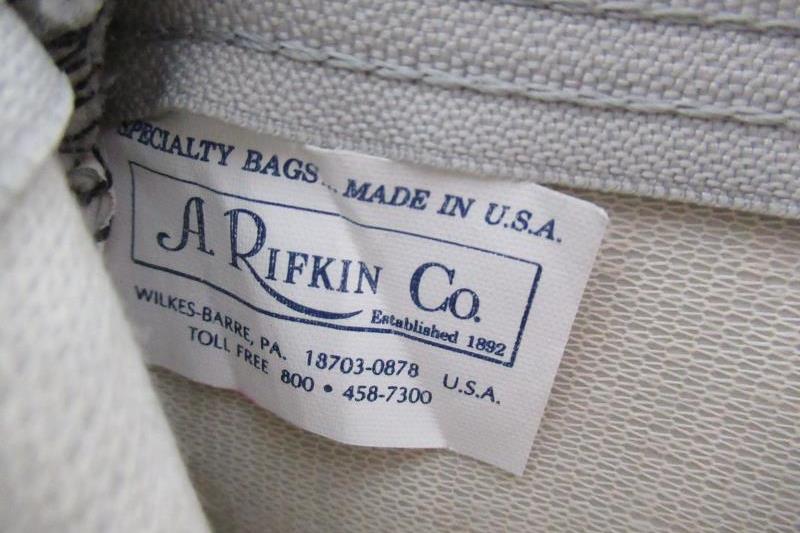 SPECIALTY BAGS... MADE IN U.S.A.
A. RIFKIN CO.
Established 1892
WILKES-BARRE, PA. 18703-0878 U.S.A.
TOLL FREE 800 • 458-7300